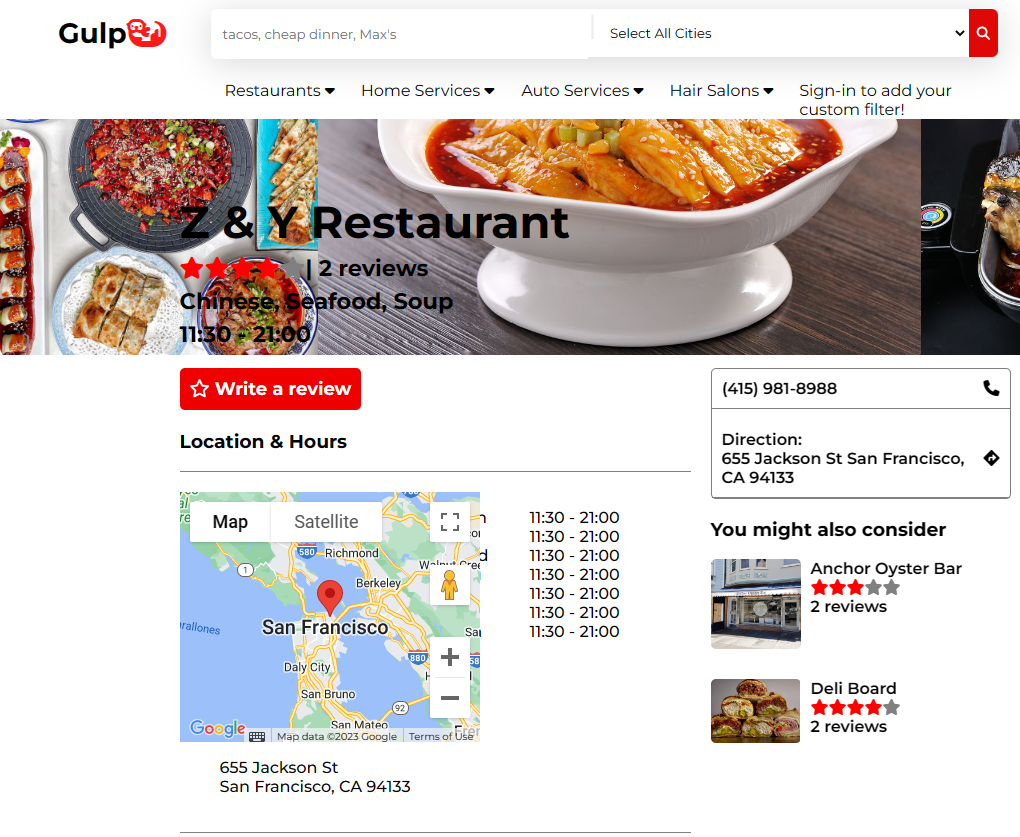 Gulp
tacos, cheap dinner, Max's
Select All Cities
Restaurants
Home Services
Auto Services
Hair Salons
Sign-in to add your
custom filter!
Z & Y Restaurant
| 2 reviews
Chinese, Seafood, Soup
11:30 - 21:00
Write a review
Location & Hours
Map
Satellite
580
Richmond
1
Berkeley
San Francisco
Daly City
880
San Bruno
92
San Mateo
Google
Map data ©2023 Google
Terms of Use
11:30 - 21:00
11:30 - 21:00
11:30 - 21:00
11:30 - 21:00
11:30 - 21:00
11:30 - 21:00
11:30 - 21:00
655 Jackson St
San Francisco, CA 94133
(415) 981-8988
Direction:
655 Jackson St San Francisco,
CA 94133
You might also consider
Anchor Oyster Bar
2 reviews
Deli Board
2 reviews